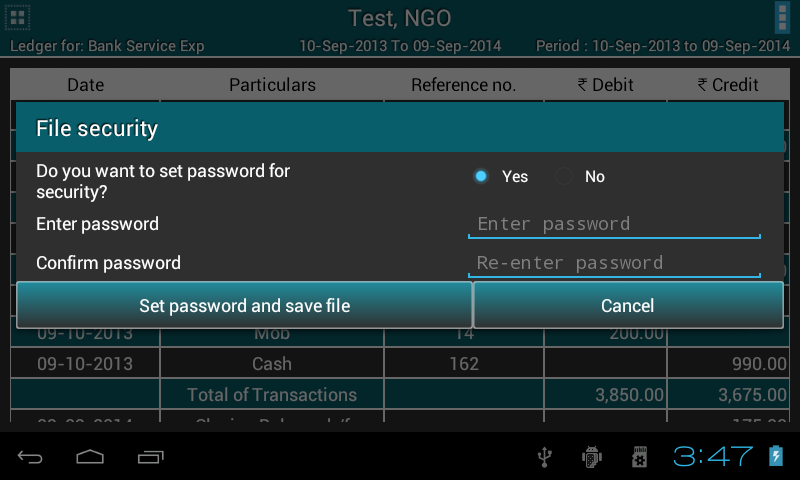 Test, NGO
Ledger for: Bank Service Exp 10-Sep-2013 To 09-Sep-2014 Period : 10-Sep-2013 to 09-Sep-2014
Date Particulars Reference no. ₹ Debit ₹ Credit
File security
Do you want to set password for
security?
Yes No
Enter password Enter password
Confirm password Re-enter password
Set password and save file Cancel
09-10-2013 Mob 14 200.00
09-10-2013 Cash 162 990.00
Total of Transactions 3,850.00 3,675.00
3:47